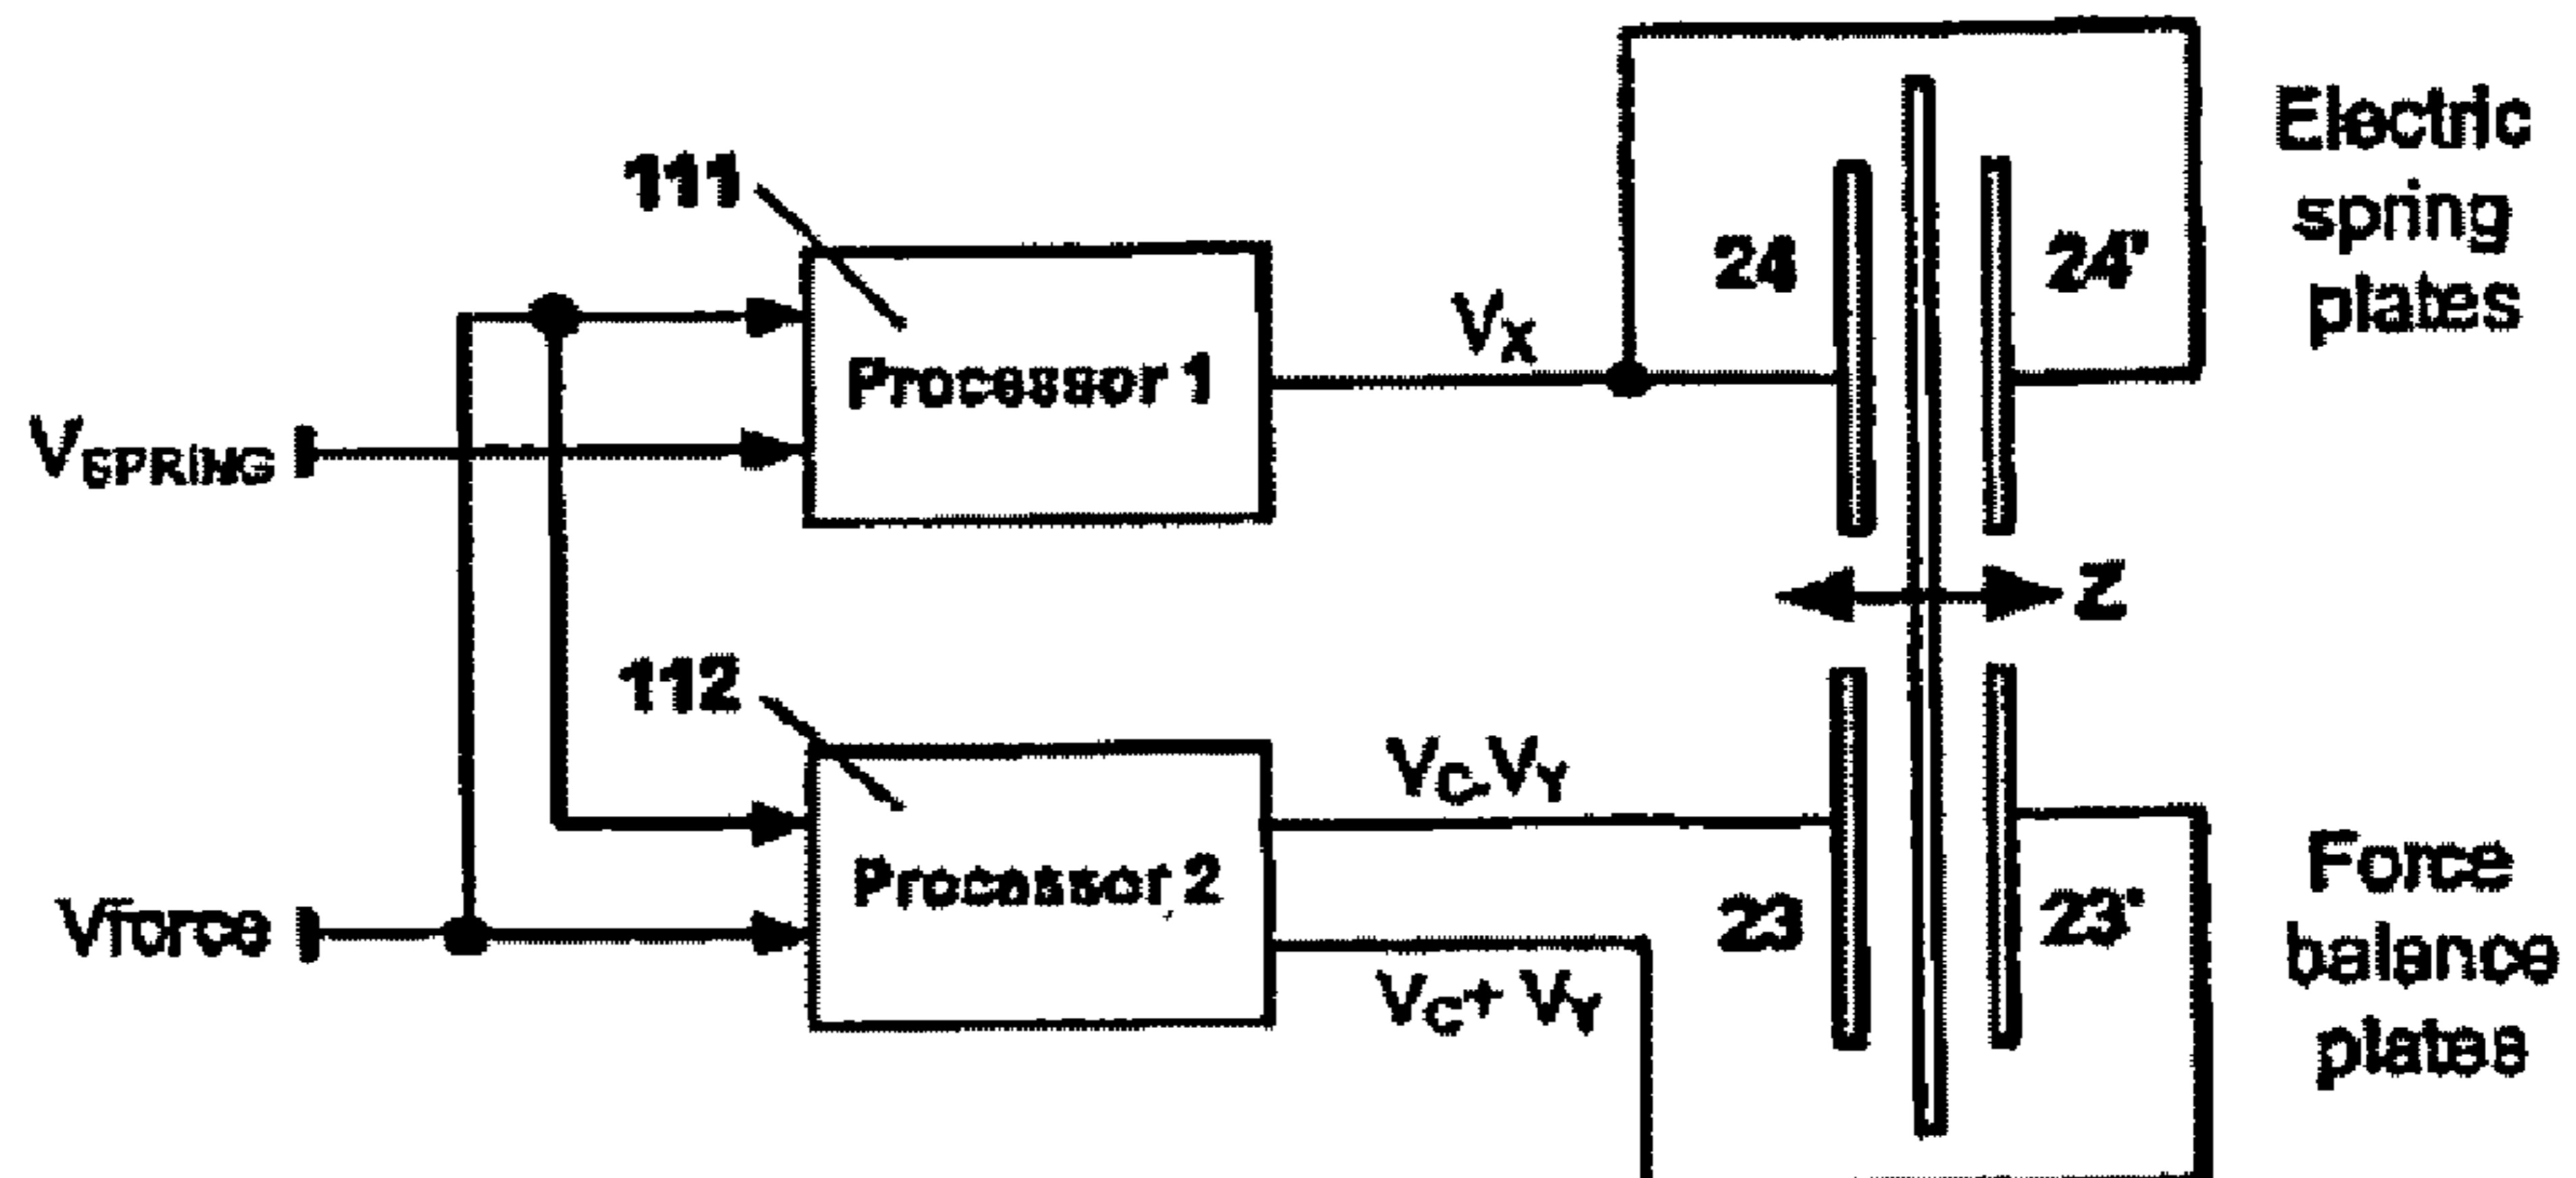 Electric
spring
plates
111
24
24'
Processor 1
VX
VSPRING
Z
112
VC-VY
Processor 2
Vforce
23
23'
VC+ VY
Force
balance
plates